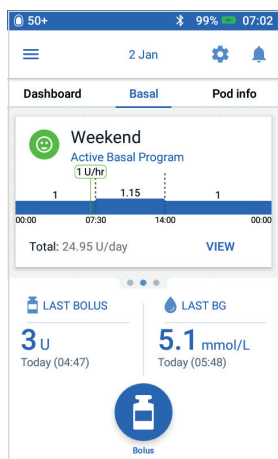 50+ 99% 07:02
2 Jan
Dashboard Basal Pod info
Weekend
Active Basal Program
1 U/hr
1 1.15 1
00:00 07:30 14:00 00:00
Total: 24.95 U/day VIEW
LAST BOLUS LAST BG
3 U 5.1 mmol/L
Today (04:47) Today (05:48)
Bolus